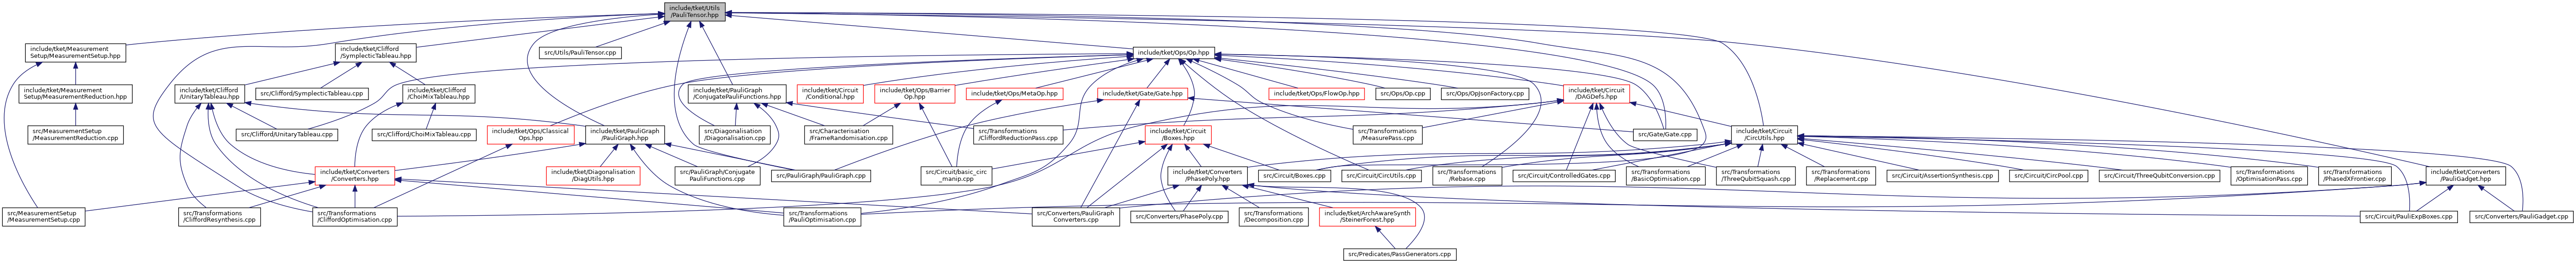 include/tket/Utils
/PauliTensor.hpp
include/tket/Measurement
Setup/MeasurementSetup.hpp
include/tket/Clifford
/SymplecticTableau.hpp
src/Utils/PauliTensor.cpp
include/tket/Ops/Op.hpp
include/tket/Measurement
Setup/MeasurementReduction.hpp
include/tket/Clifford
/UnitaryTableau.hpp
src/Clifford/SymplecticTableau.cpp
include/tket/Clifford
/ChoiMixTableau.hpp
include/tket/PauliGraph
/ConjugatePauliFunctions.hpp
include/tket/Circuit
/Conditional.hpp
include/tket/Ops/Barrier
Op.hpp
include/tket/Ops/MetaOp.hpp
include/tket/Gate/Gate.hpp
include/tket/Ops/FlowOp.hpp
src/Ops/Op.cpp
src/Ops/OpJsonFactory.cpp
include/tket/Circuit
/DAGDefs.hpp
src/MeasurementSetup
/MeasurementReduction.cpp
src/Clifford/UnitaryTableau.cpp
src/Clifford/ChoiMixTableau.cpp
include/tket/Ops/Classical
Ops.hpp
include/tket/PauliGraph
/PauliGraph.hpp
src/Diagonalisation
/Diagonalisation.cpp
src/Characterisation
/FrameRandomisation.cpp
src/Transformations
/CliffordReductionPass.cpp
include/tket/Circuit
/Boxes.hpp
src/Transformations
/MeasurePass.cpp
src/Gate/Gate.cpp
include/tket/Circuit
/CircUtils.hpp
include/tket/Converters
/Converters.hpp
include/tket/Diagonalisation
/DiagUtils.hpp
src/PauliGraph/Conjugate
PauliFunctions.cpp
src/PauliGraph/PauliGraph.cpp
src/Circuit/basic_circ
_manip.cpp
include/tket/Converters
/PhasePoly.hpp
src/Circuit/Boxes.cpp
src/Circuit/CircUtils.cpp
src/Transformations
/Rebase.cpp
src/Circuit/ControlledGates.cpp
src/Transformations
/BasicOptimisation.cpp
src/Transformations
/ThreeQubitSquash.cpp
src/Transformations
/Replacement.cpp
src/Circuit/AssertionSynthesis.cpp
src/Circuit/CircPool.cpp
src/Circuit/ThreeQubitConversion.cpp
src/Transformations
/OptimisationPass.cpp
src/Transformations
/PhasedXFrontier.cpp
include/tket/Converters
/PauliGadget.hpp
src/MeasurementSetup
/MeasurementSetup.cpp
src/Transformations
/CliffordResynthesis.cpp
src/Transformations
/CliffordOptimisation.cpp
src/Transformations
/PauliOptimisation.cpp
src/Converters/PauliGraph
Converters.cpp
src/Converters/PhasePoly.cpp
src/Transformations
/Decomposition.cpp
include/tket/ArchAwareSynth
/SteinerForest.hpp
src/Circuit/PauliExpBoxes.cpp
src/Converters/PauliGadget.cpp
src/Predicates/PassGenerators.cpp